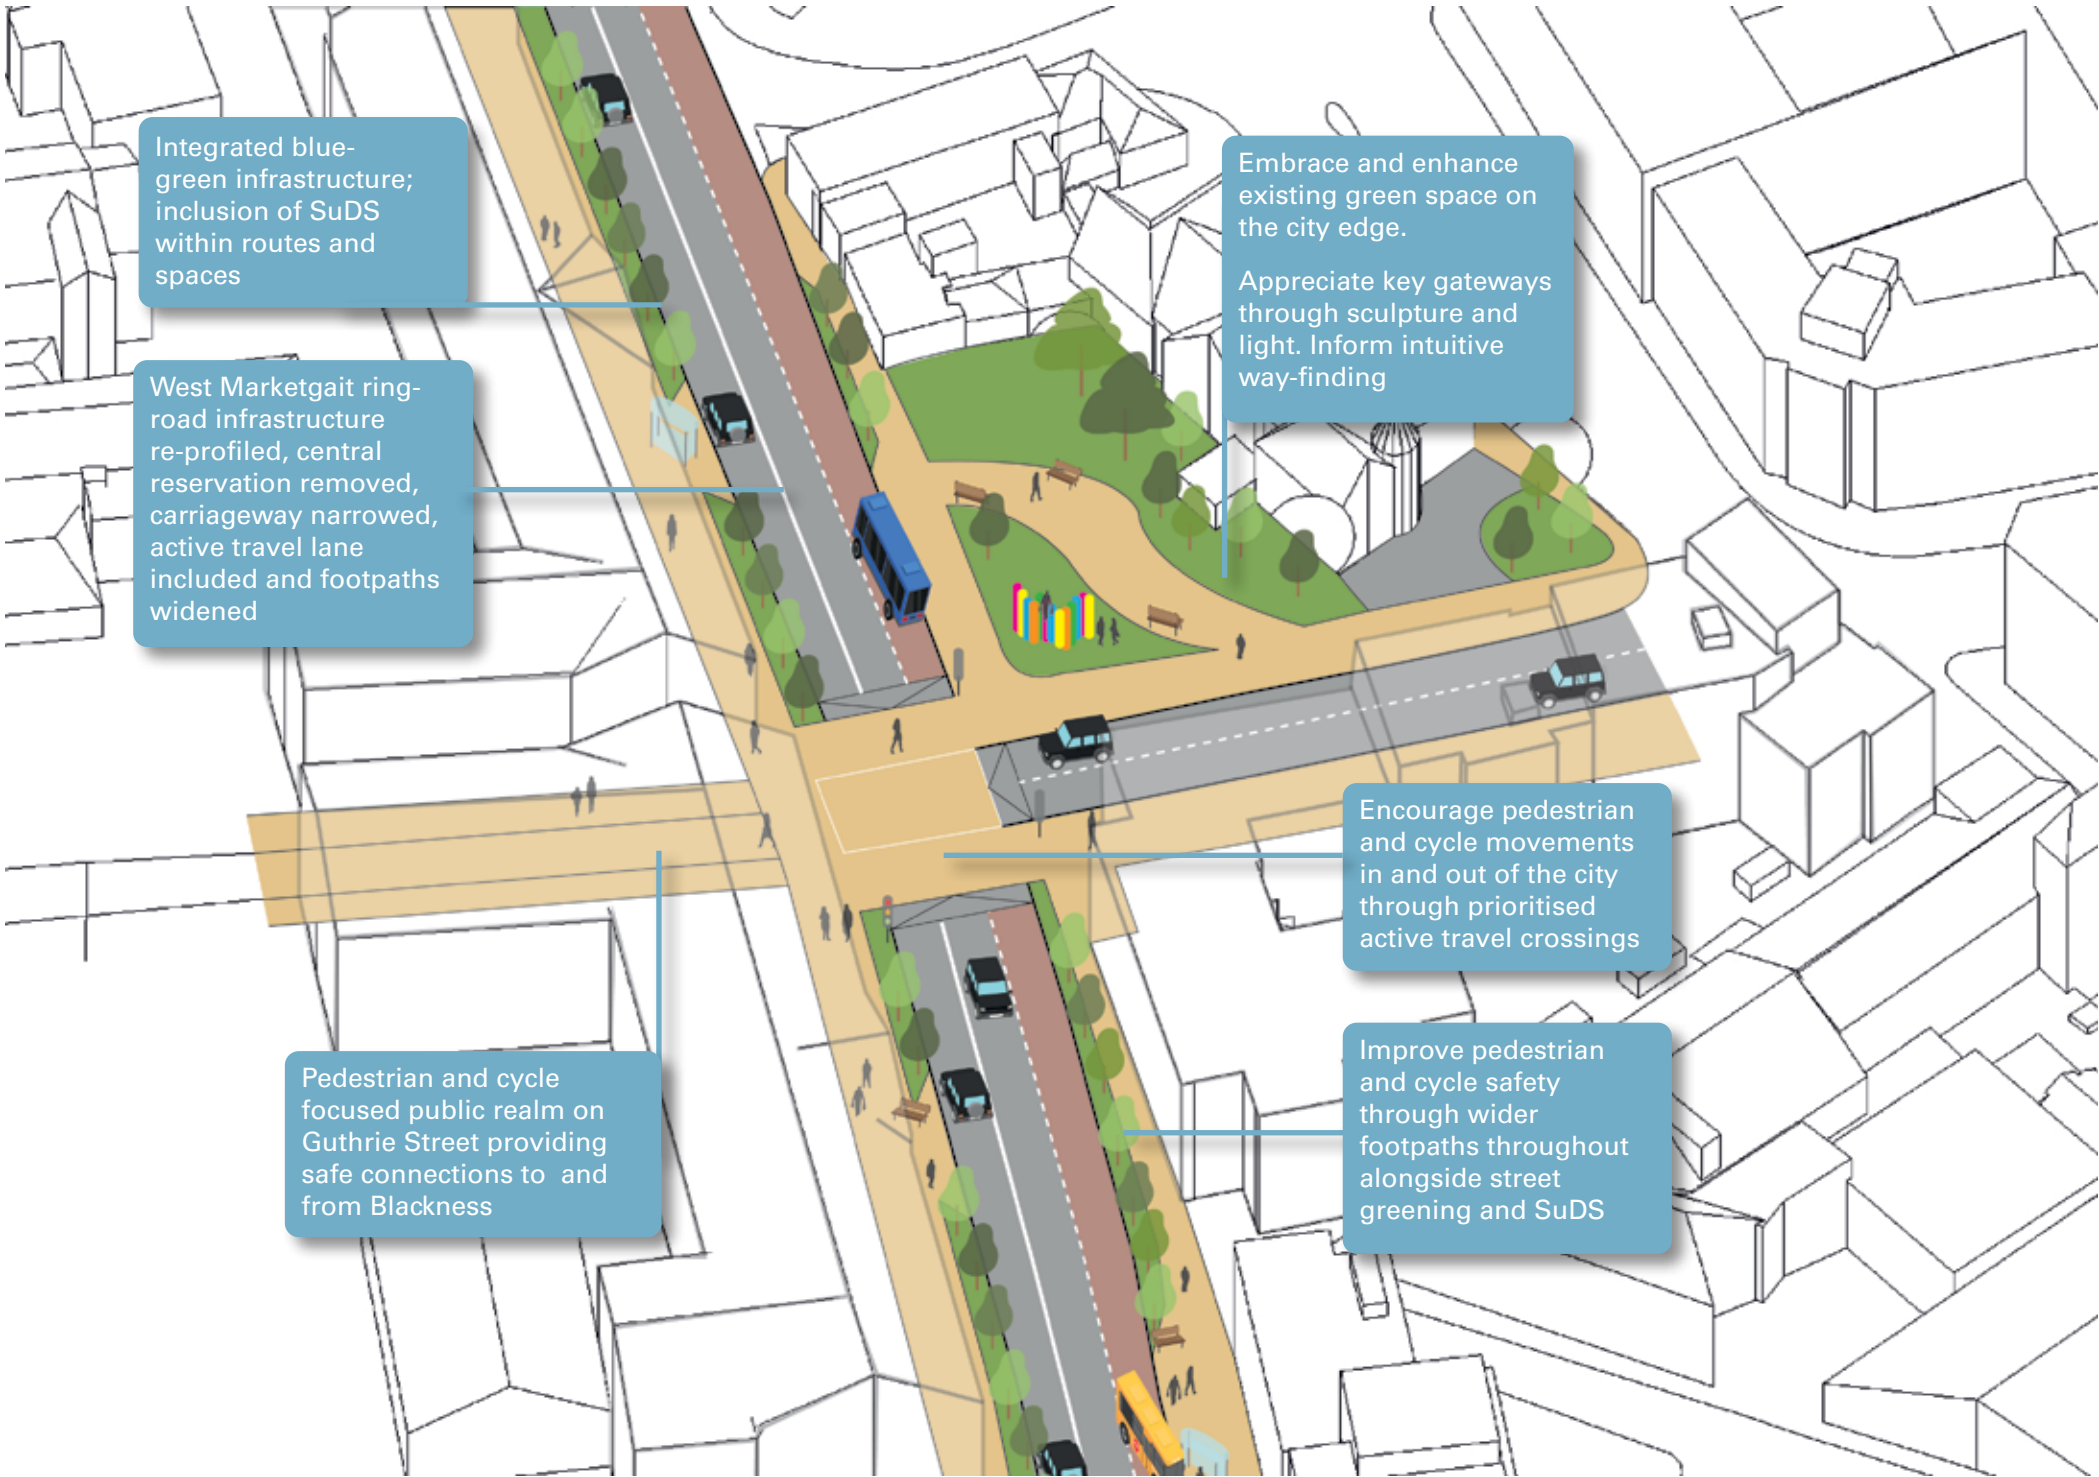 Integrated blue-
green infrastructure;
inclusion of SuDS
within routes and
spaces
West Marketgait ring-
road infrastructure
re-profiled, central
reservation removed,
carriageway narrowed,
active travel lane
included and footpaths
widened
Embrace and enhance
existing green space on
the city edge.
Appreciate key gateways
through sculpture and
light. Inform intuitive
way-finding
Encourage pedestrian
and cycle movements
in and out of the city
through prioritised
active travel crossings
Pedestrian and cycle
focused public realm on
Guthrie Street providing
safe connections to  and
from Blackness
Improve pedestrian
and cycle safety
through wider
footpaths throughout
alongside street
greening and SuDS